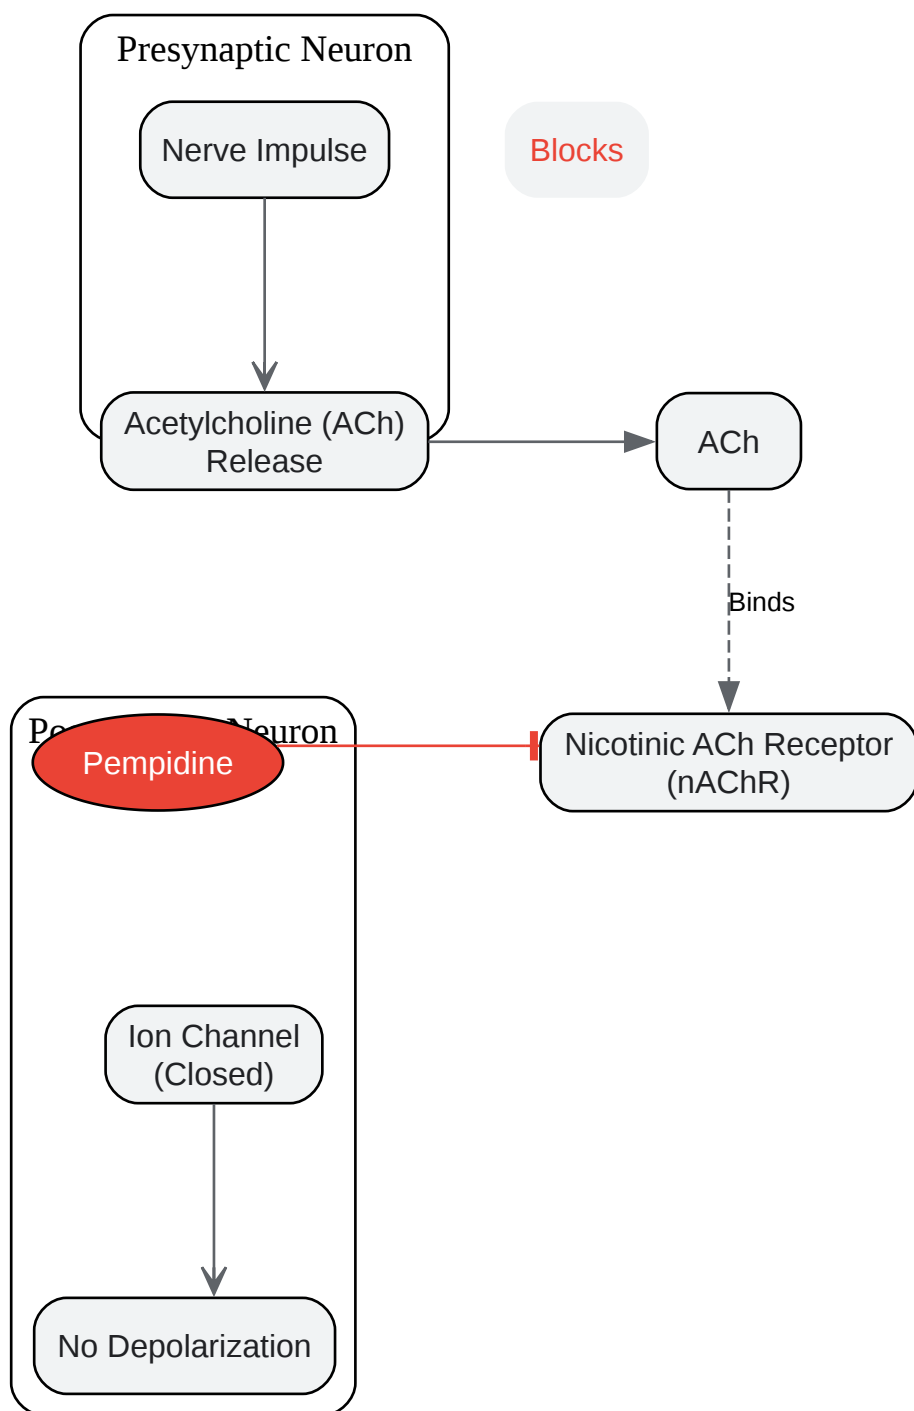 Presynaptic Neuron
Nerve Impulse
Blocks
Acetylcholine (ACh)
Release
ACh
Binds
Neuron
Pempidine
Nicotinic ACh Receptor
(nAChR)
Ion Channel
(Closed)
No Depolarization